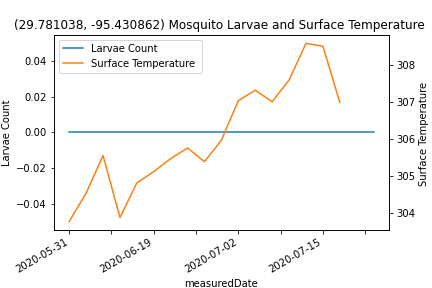 (29.781038, -95.430862) Mosquito Larvae and Surface Temperature
Larvae Count
Surface Temperature
0.04
0.02
0.00
−0.02
−0.04
Larvae Count
308
307
306
305
304
Surface Temperature
2020-05-31
2020-06-19
2020-07-02
2020-07-15
measuredDate